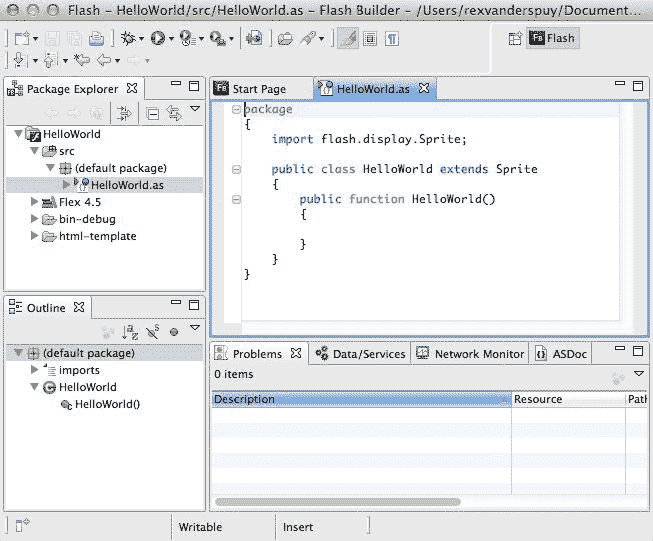 Flash – HelloWorld/src/HelloWorld.as – Flash Builder – /Users/rexvanderspuy/Document...
Fb Flash
Package Explorer
HelloWorld
src
(default package)
HelloWorld.as
Flex 4.5
bin-debug
html-template
Fb Start Page
HelloWorld.as
package
{
import flash.display.Sprite;
public class HelloWorld extends Sprite
{
public function HelloWorld()
{
}
}
}
Outline
(default package)
imports
HelloWorld
HelloWorld()
Problems Data/Services Network Monitor ASDoc
0 items
Description Resource Path
Writable Insert